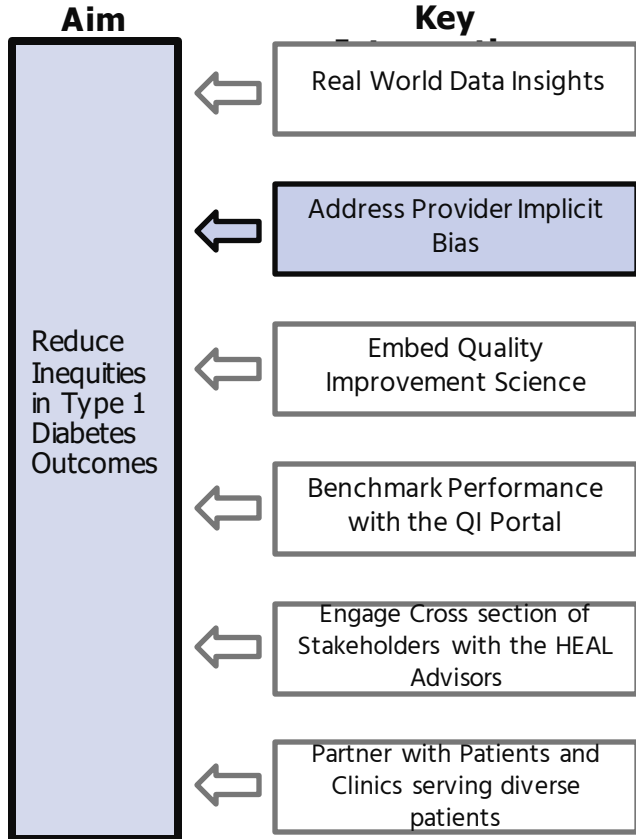 Aim
Key
Real World Data Insights
Address Provider Implicit
Bias
Reduce
Inequities
in Type 1
Diabetes
Outcomes
Embed Quality
Improvement Science
Benchmark Performance
with the QI Portal
Engage Cross section of
Stakeholders with the HEAL
Advisors
Partner with Patients and
Clinics serving diverse
patients